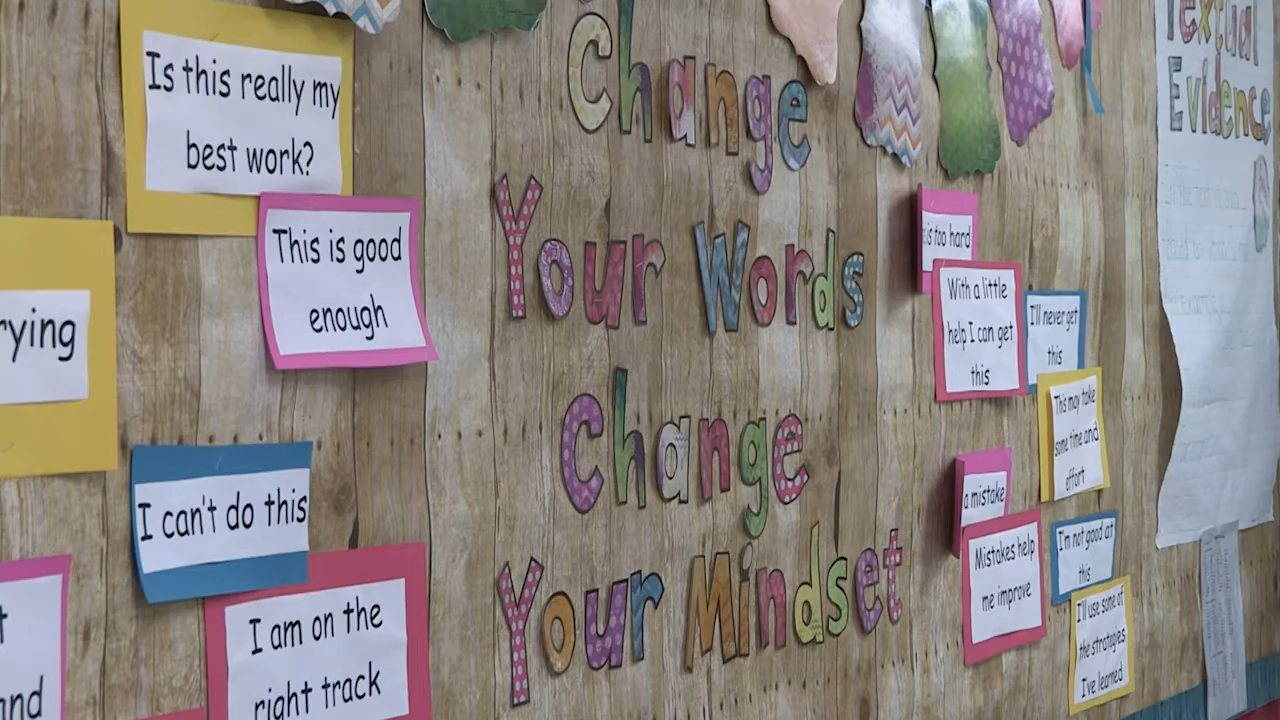 Is this really my
best work?
This is good
enough
rying
I can't do this
I am on the
right track
and
Change
Your Words
Change
Your Mindset
is too hard
With a little
help I can get
this
I'll never get
this
This may take
some time and
effort
a mistake
Mistakes help
me improve
I'm not good at
this
I'll use some of
the strategies
I've learned
Textual
Evidence